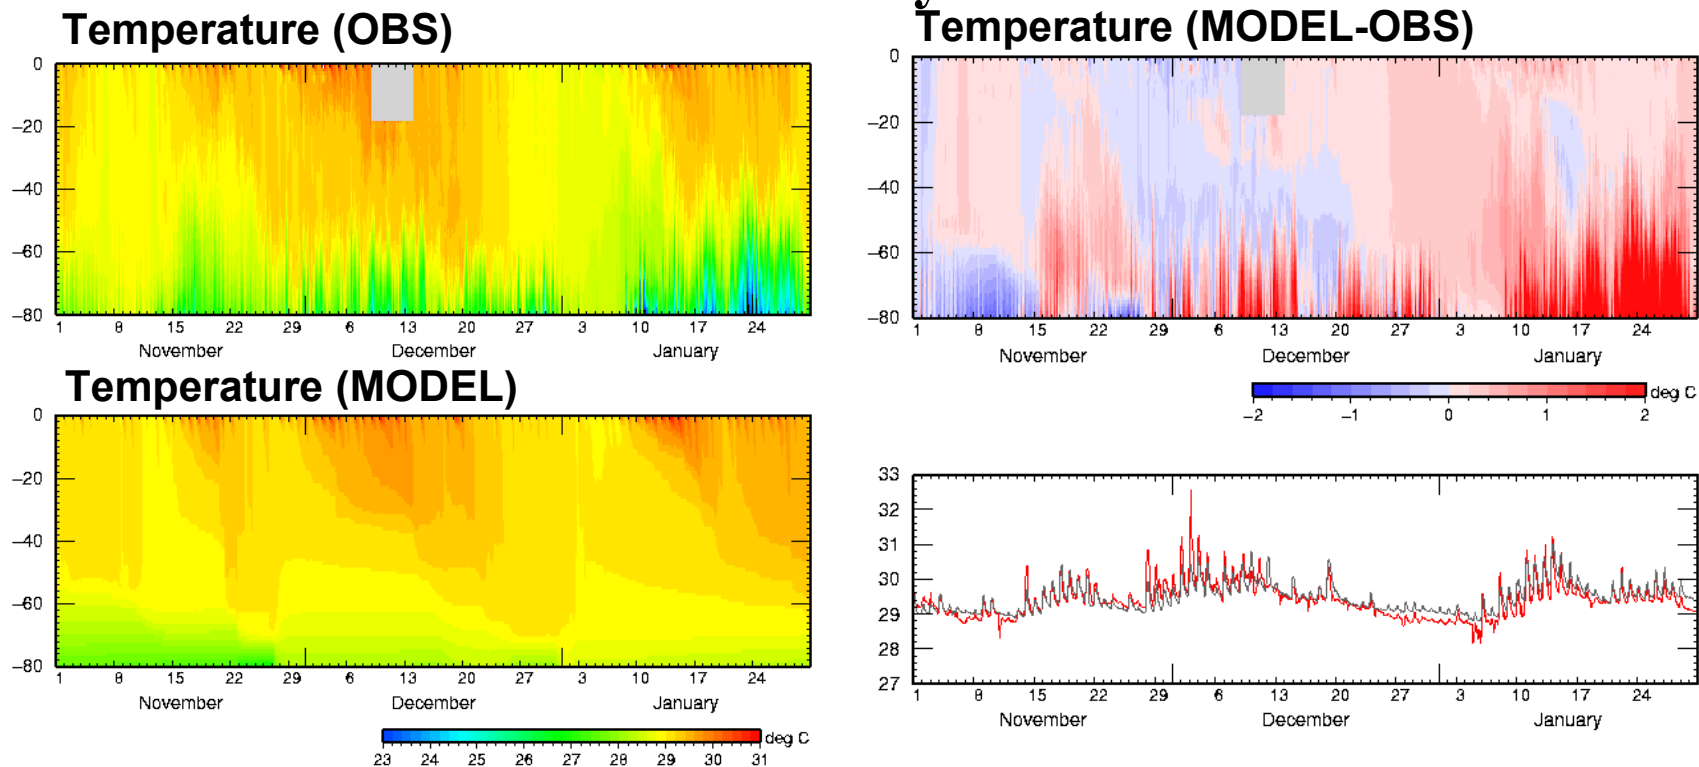 Temperature (OBS)
0
−20
−40
−60
−80
1 8 15 22 29 6 13 20 27 3 10 17 24
November December January
Temperature (MODEL)
0
−20
−40
−60
−80
1 8 15 22 29 6 13 20 27 3 10 17 24
November December January
23 24 25 26 27 28 29 30 31
deg C
Temperature (MODEL-OBS)
0
−20
−40
−60
−80
1 8 15 22 29 6 13 20 27 3 10 17 24
November December January
−2 −1 0 1 2
deg C
33
32
31
30
29
28
27
1 8 15 22 29 6 13 20 27 3 10 17 24
November December January